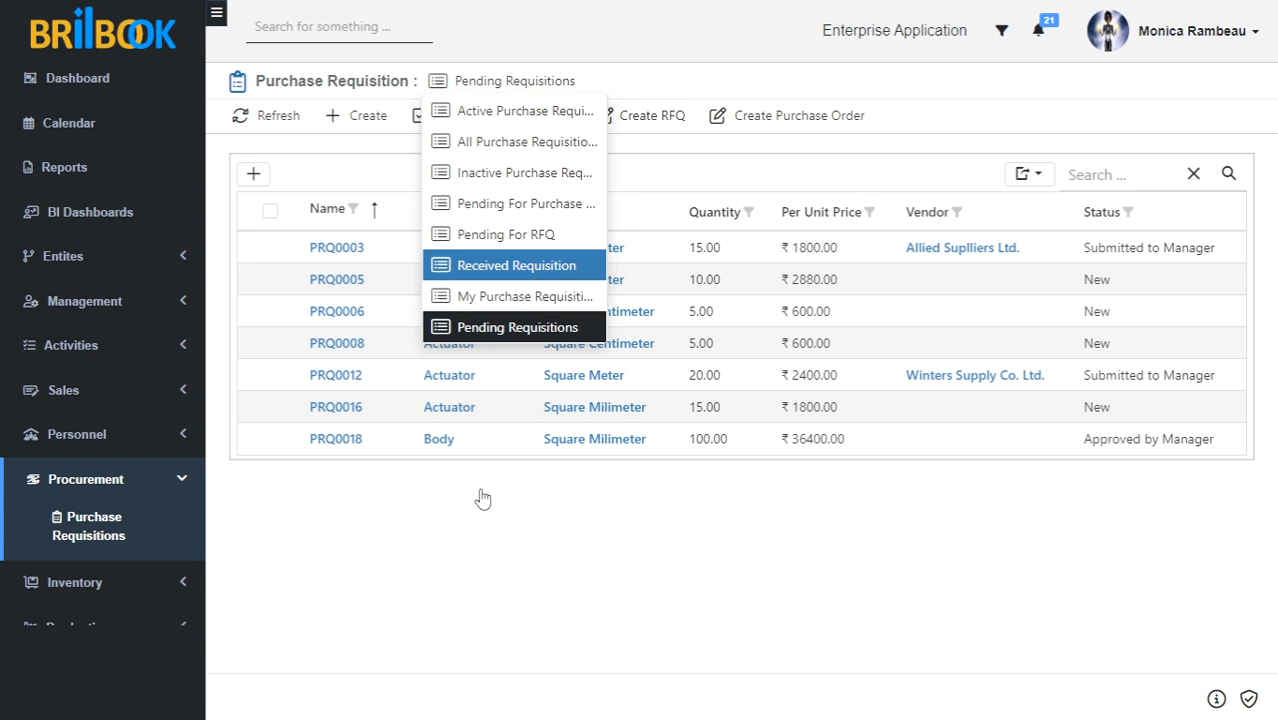 BRILBOOK
Search for something ...
Enterprise Application
21
Monica Rambeau
Dashboard
Calendar
Reports
BI Dashboards
Entites
Management
Activities
Sales
Personnel
Procurement
Purchase
Requisitions
Inventory
Purchase Requisition :
Pending Requisitions
Refresh
Create
Create RFQ
Create Purchase Order
Active Purchase Requi...
All Purchase Requisitio...
Inactive Purchase Req...
Pending For Purchase ...
Pending For RFQ
Received Requisition
My Purchase Requisiti...
Pending Requisitions
Search ...
Name Quantity Per Unit Price Vendor Status
PRQ0003 ter 15.00 ₹ 1800.00 Allied Suplliers Ltd. Submitted to Manager
PRQ0005 ter 10.00 ₹ 2880.00 New
PRQ0006 ntimeter 5.00 ₹ 600.00 New
PRQ0008 Actuator Square Centimeter 5.00 ₹ 600.00 New
PRQ0012 Actuator Square Meter 20.00 ₹ 2400.00 Winters Supply Co. Ltd. Submitted to Manager
PRQ0016 Actuator Square Milimeter 15.00 ₹ 1800.00 New
PRQ0018 Body Square Milimeter 100.00 ₹ 36400.00 Approved by Manager